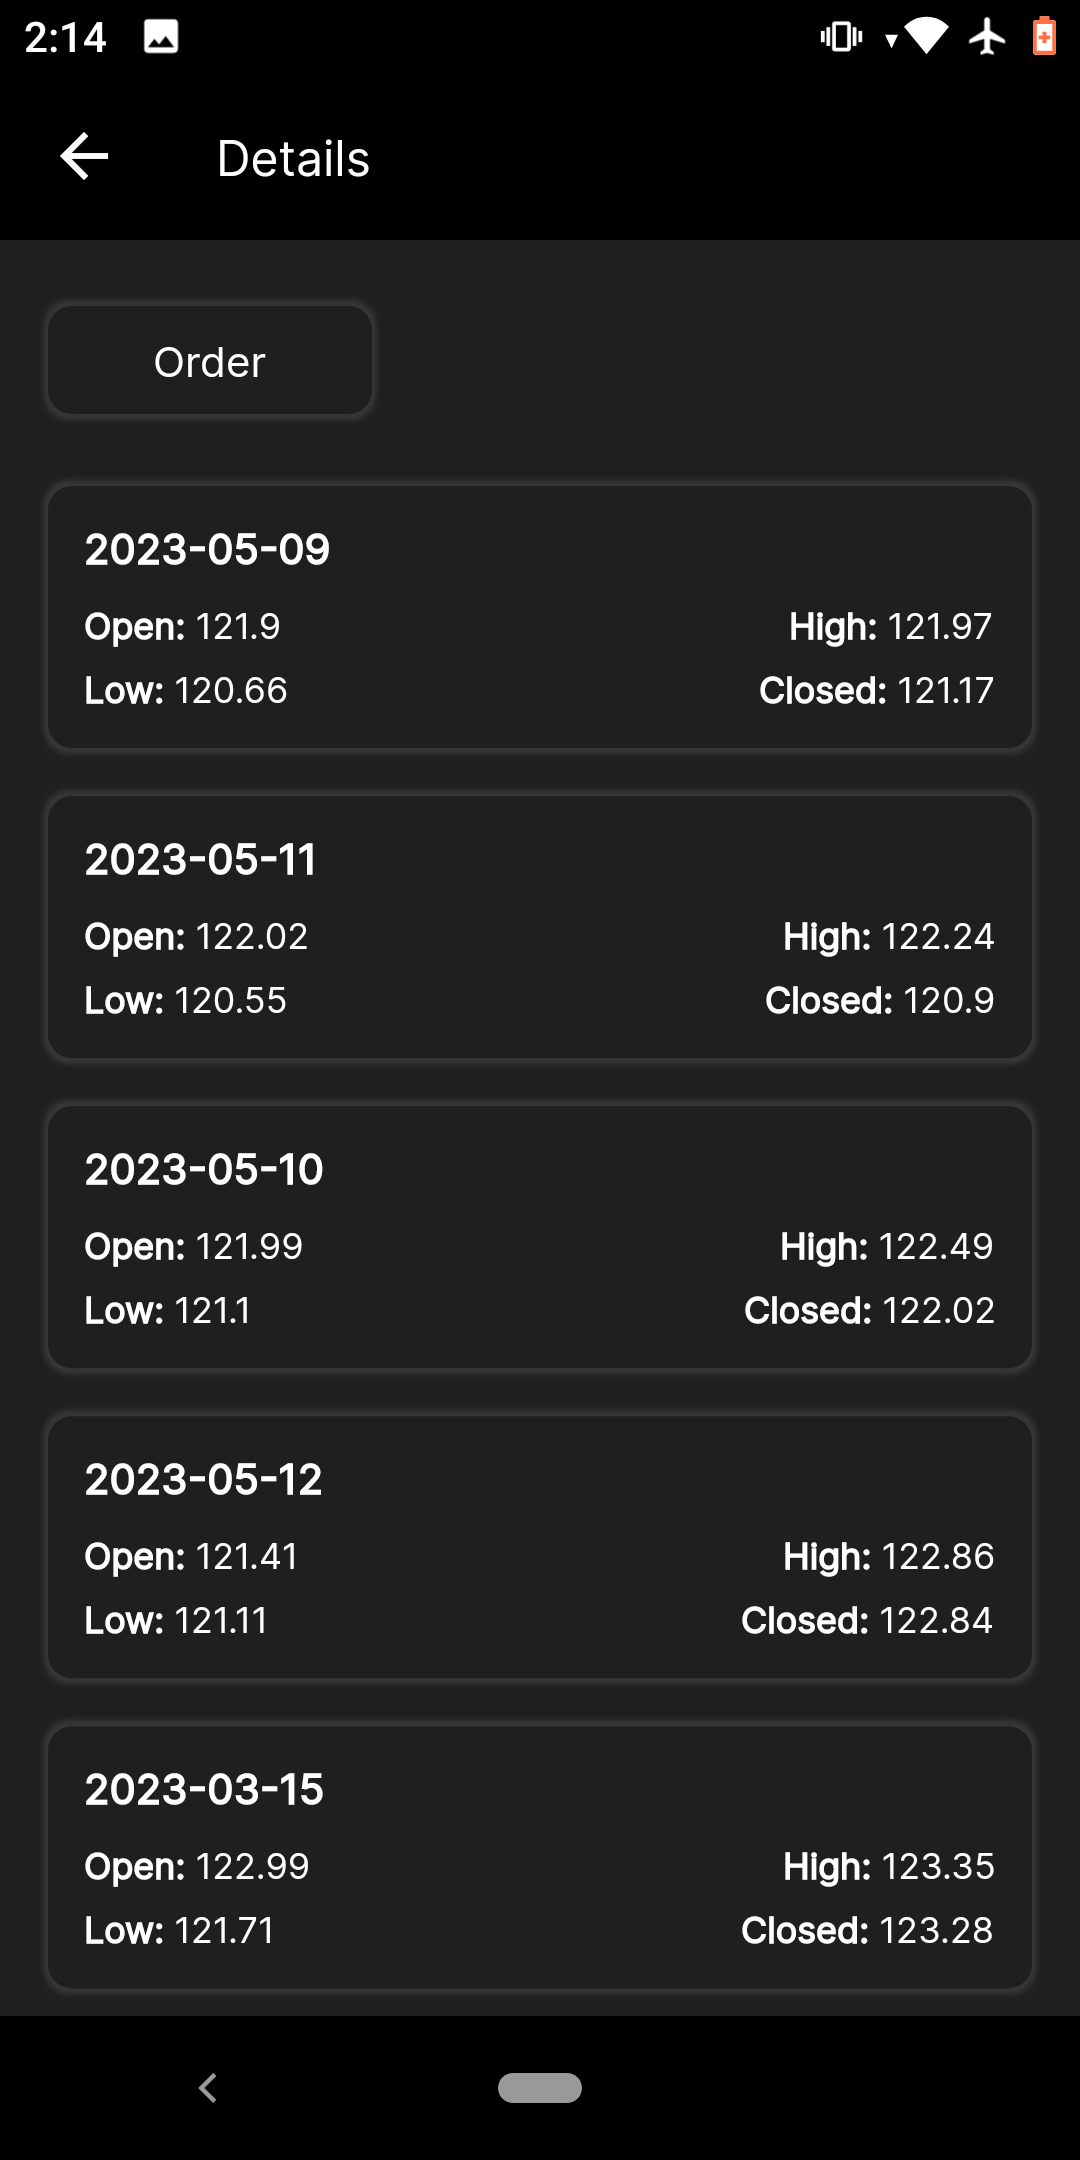 2:14
Details
Order
2023-05-09
Open: 121.9 High: 121.97
Low: 120.66 Closed: 121.17
2023-05-11
Open: 122.02 High: 122.24
Low: 120.55 Closed: 120.9
2023-05-10
Open: 121.99 High: 122.49
Low: 121.1 Closed: 122.02
2023-05-12
Open: 121.41 High: 122.86
Low: 121.11 Closed: 122.84
2023-03-15
Open: 122.99 High: 123.35
Low: 121.71 Closed: 123.28